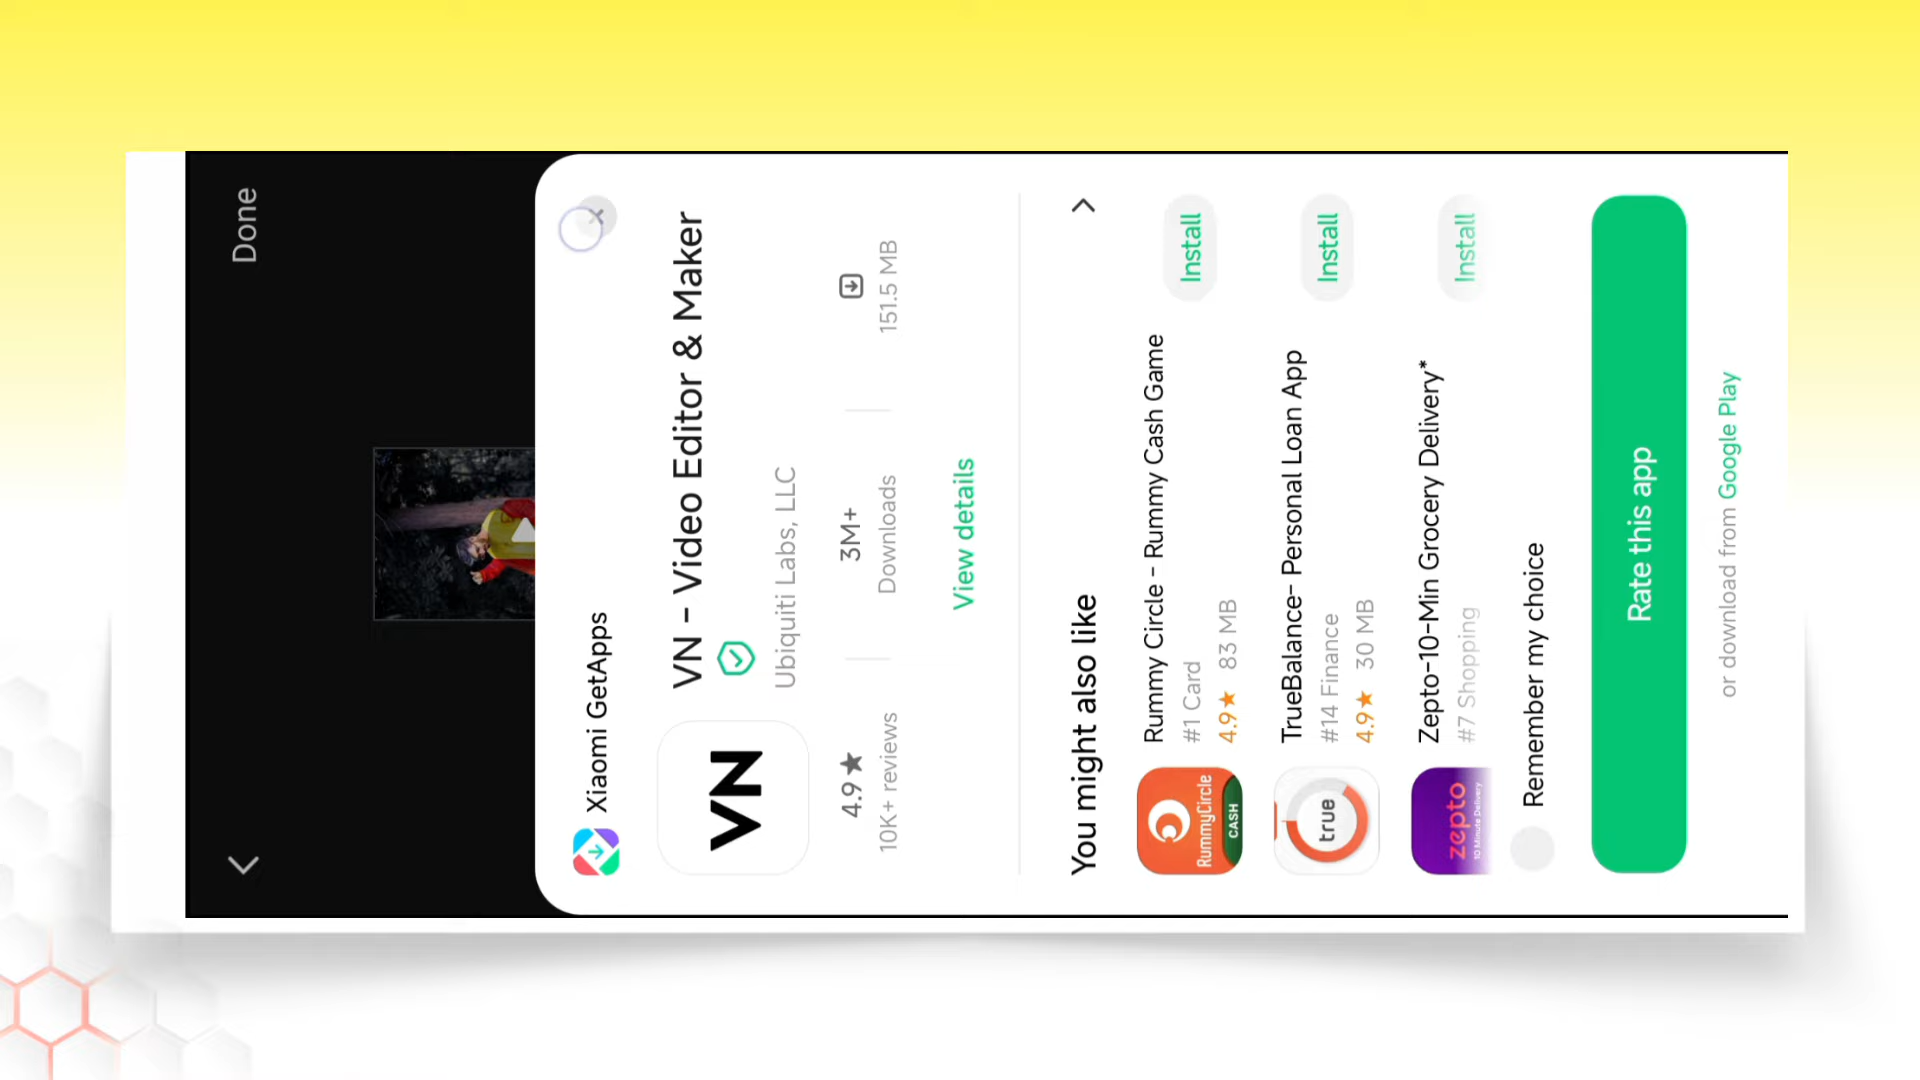 Done
Xiaomi GetApps
VN
VN - Video Editor & Maker
Ubiquiti Labs, LLC
4.9★
10K+ reviews
3M+
Downloads
151.5 MB
View details
You might also like
RummyCircle
CASH
Rummy Circle - Rummy Cash Game
#1 Card
4.9★ 83 MB
Install
true
TrueBalance- Personal Loan App
#14 Finance
4.9★ 30 MB
Install
zepto
10 Minute Delivery
Zepto-10-Min Grocery Delivery*
#7 Shopping
Install
Remember my choice
Rate this app
or download from Google Play